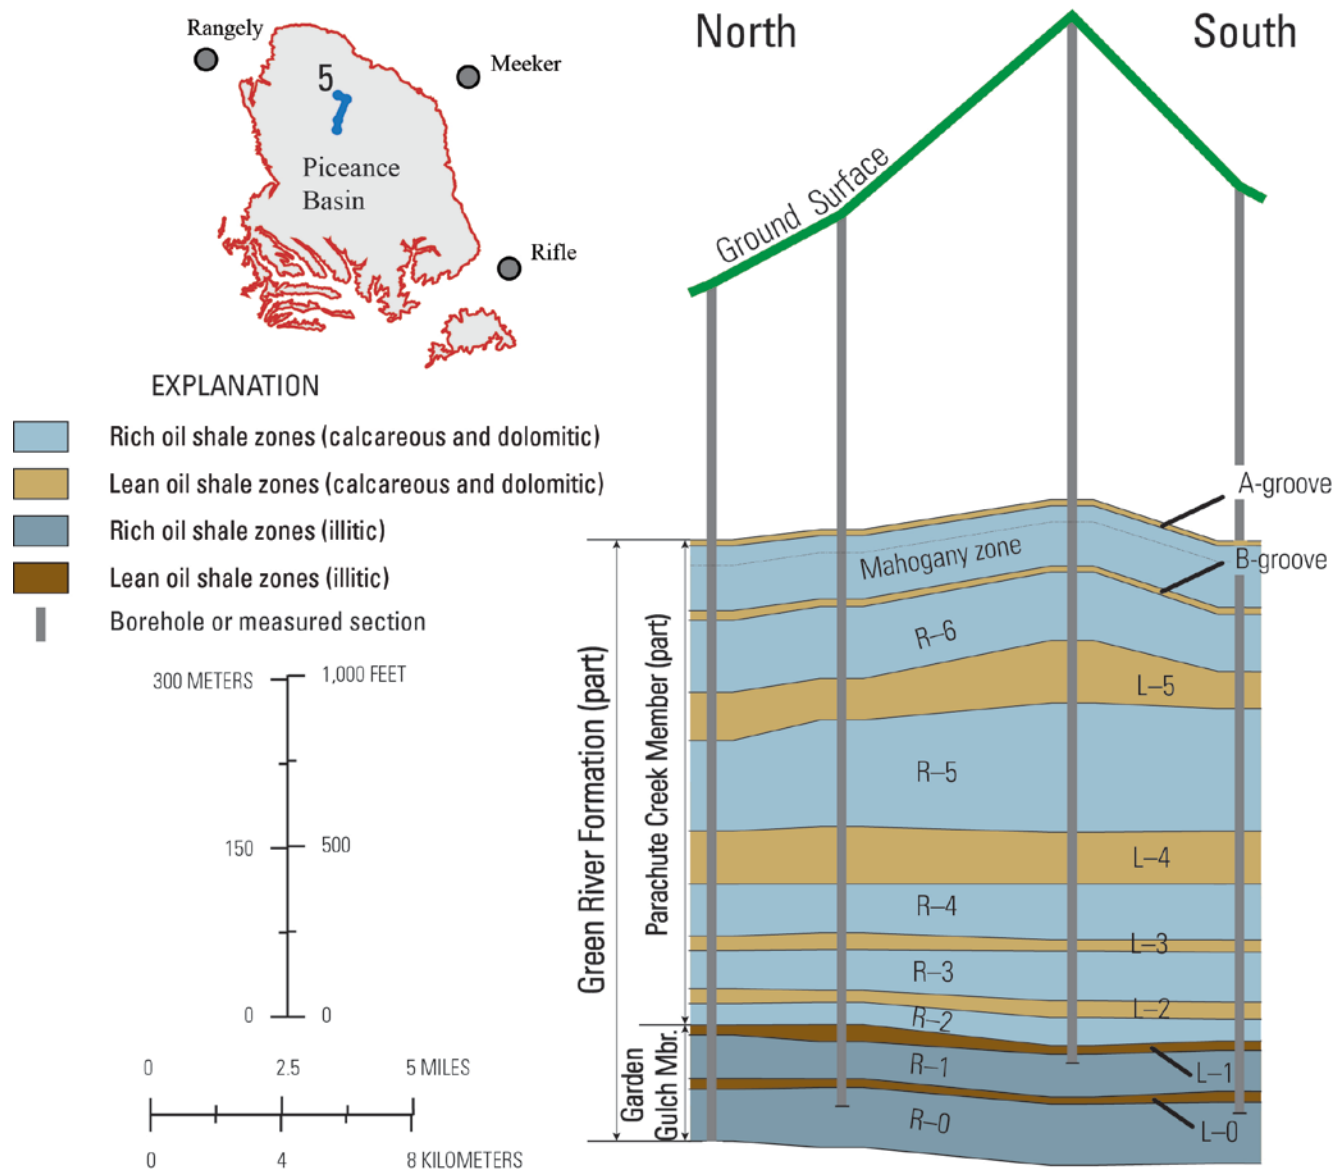 Rangely
Meeker
5
Piceance
Basin
Rifle
North
South
Ground Surface
EXPLANATION
Rich oil shale zones (calcareous and dolomitic)
Lean oil shale zones (calcareous and dolomitic)
Rich oil shale zones (illitic)
Lean oil shale zones (illitic)
Borehole or measured section
300 METERS
1,000 FEET
150
500
0
0
0
2.5
5 MILES
0
4
8 KILOMETERS
Green River Formation (part)
Parachute Creek Member (part)
Garden
Gulch Mbr.
A-groove
Mahogany zone
B-groove
R–6
L–5
R–5
L–4
R–4
L–3
R–3
L–2
R–2
R–1
L–1
R–0
L–0